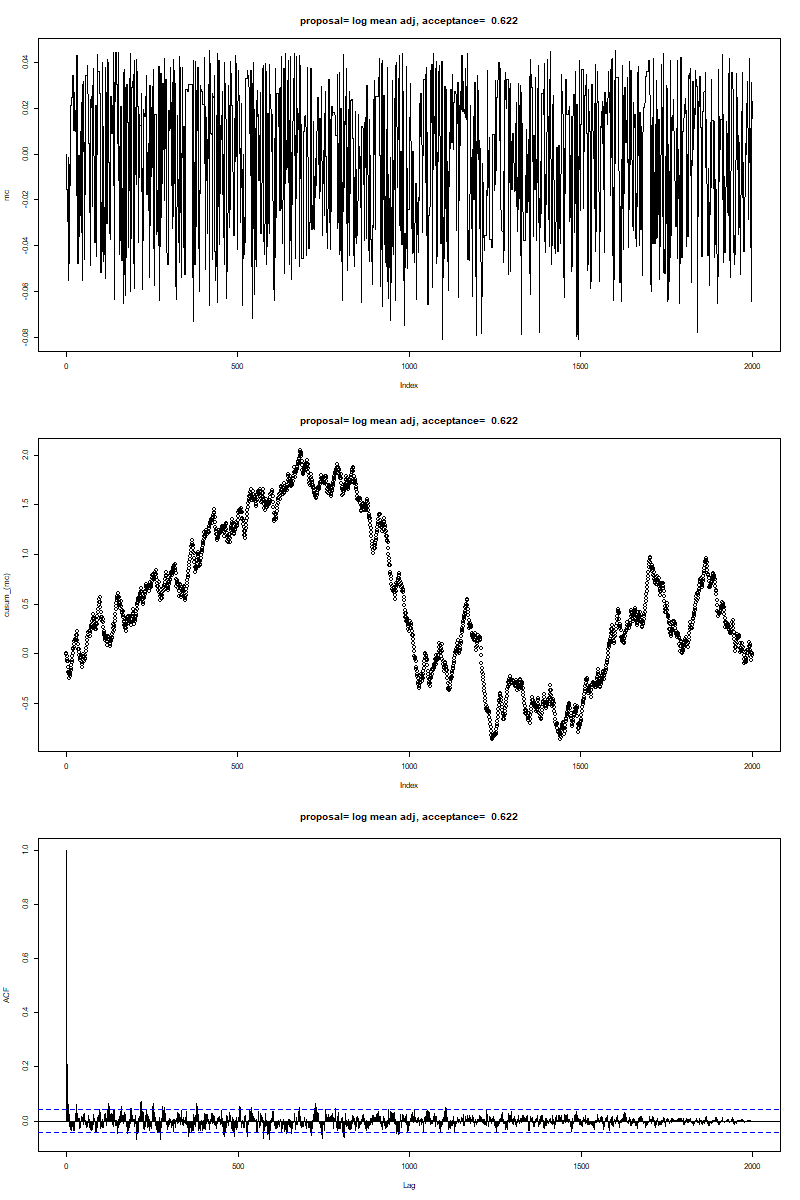 proposal= log mean adj, acceptance= 0.622
0.04
0.02
0.00
-0.02
-0.04
-0.06
-0.08
mc
0 500 1000 1500 2000
Index
proposal= log mean adj, acceptance= 0.622
2.0
1.5
1.0
0.5
0.0
-0.5
cusum_(mc)
0 500 1000 1500 2000
Index
proposal= log mean adj, acceptance= 0.622
1.0
0.8
0.6
0.4
0.2
0.0
ACF
0 500 1000 1500 2000
Lag